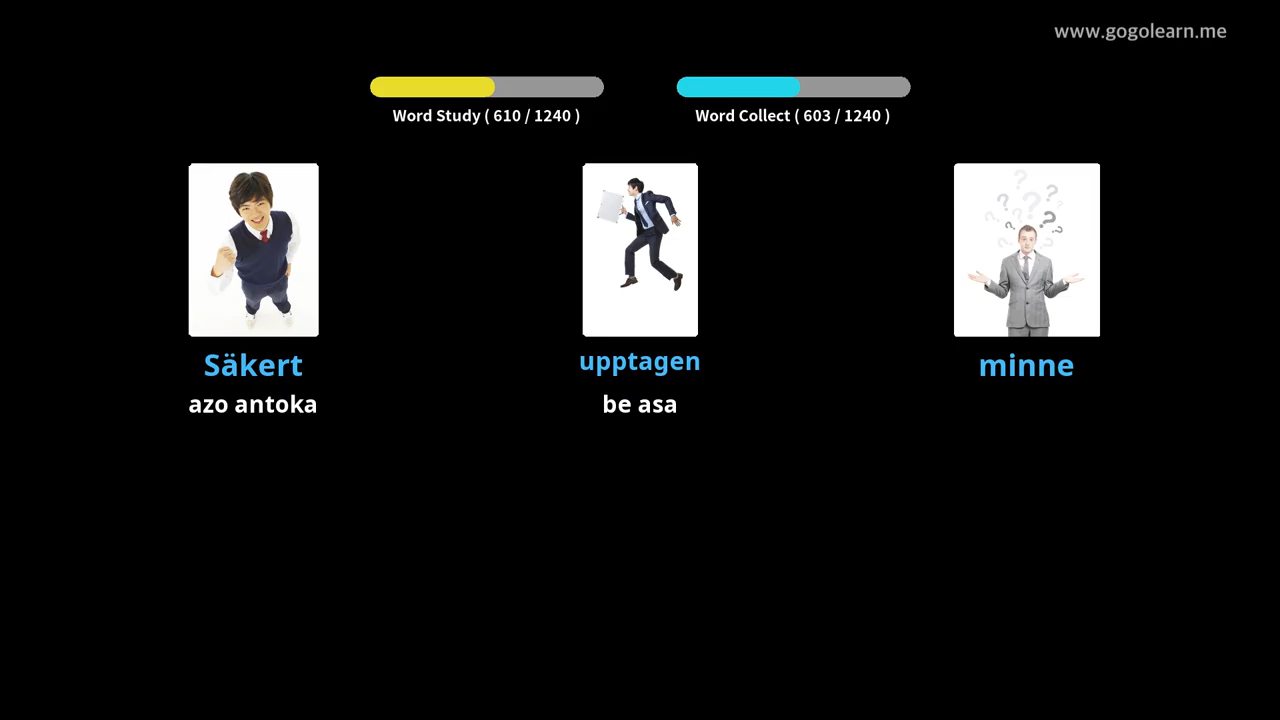 www.gogolearn.me
Word Study ( 610 / 1240 )
Word Collect ( 603 / 1240 )
Säkert
upptagen
minne
azo antoka
be asa